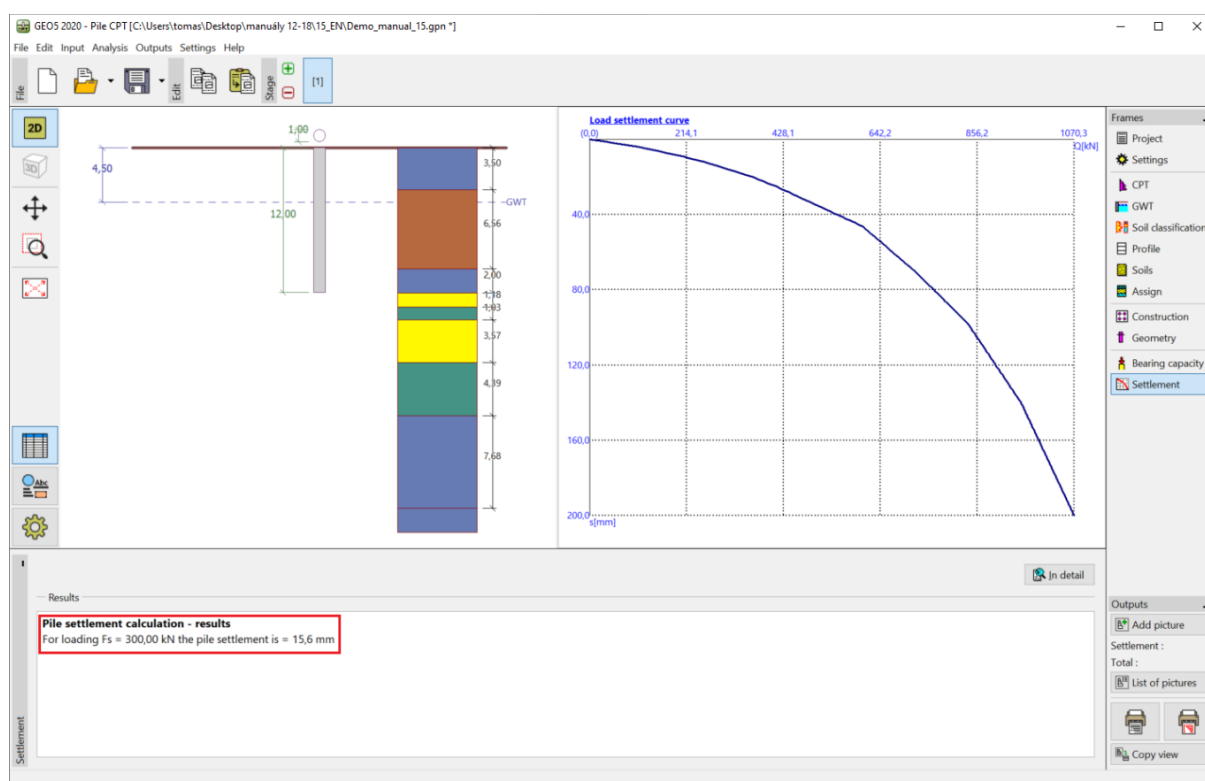 GEO5 2020 - Pile CPT [C:\Users\tomas\Desktop\manuály 12-18\15_EN\Demo_manual_15.gpn *]
File Edit Input Analysis Outputs Settings Help
File
Edit
Stage
[1]
2D
3D
1,00
4,50
12,00
GWT
3,50
6,56
2,00
1,18
1,03
3,57
4,39
7,68
Load settlement curve
(0,0) 214,1 428,1 642,2 856,2 1070,3
Q[kN]
40,0
80,0
120,0
160,0
200,0
s[mm]
Frames
Project
Settings
CPT
GWT
Soil classification
Profile
Soils
Assign
Construction
Geometry
Bearing capacity
Settlement
Abc
In detail
Results
Pile settlement calculation - results
For loading Fs = 300,00 kN the pile settlement is = 15,6 mm
Settlement
Outputs
Add picture
Settlement :
Total :
List of pictures
Copy view